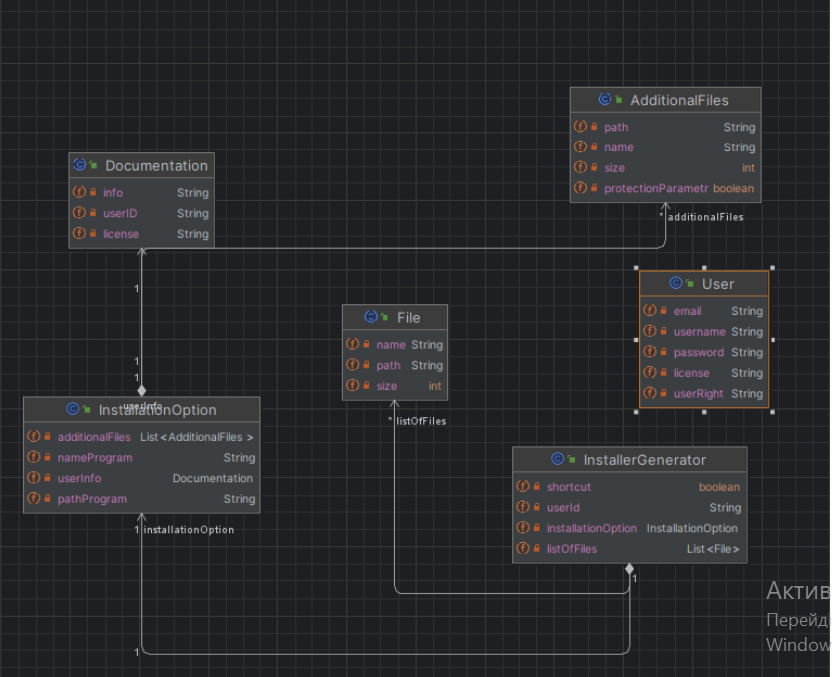 AdditionalFiles
path String
name String
size int
protectionParametr boolean
* additionalFiles
Documentation
info String
userID String
license String
1
1
1
userInfo
User
email String
username String
password String
license String
userRight String
File
name String
path String
size int
* listOfFiles
InstallationOption
additionalFiles List<AdditionalFiles >
nameProgram String
userInfo Documentation
pathProgram String
1 installationOption
InstallerGenerator
shortcut boolean
userId String
installationOption InstallationOption
listOfFiles List<File>
1
1
Актив
Перейді
Window